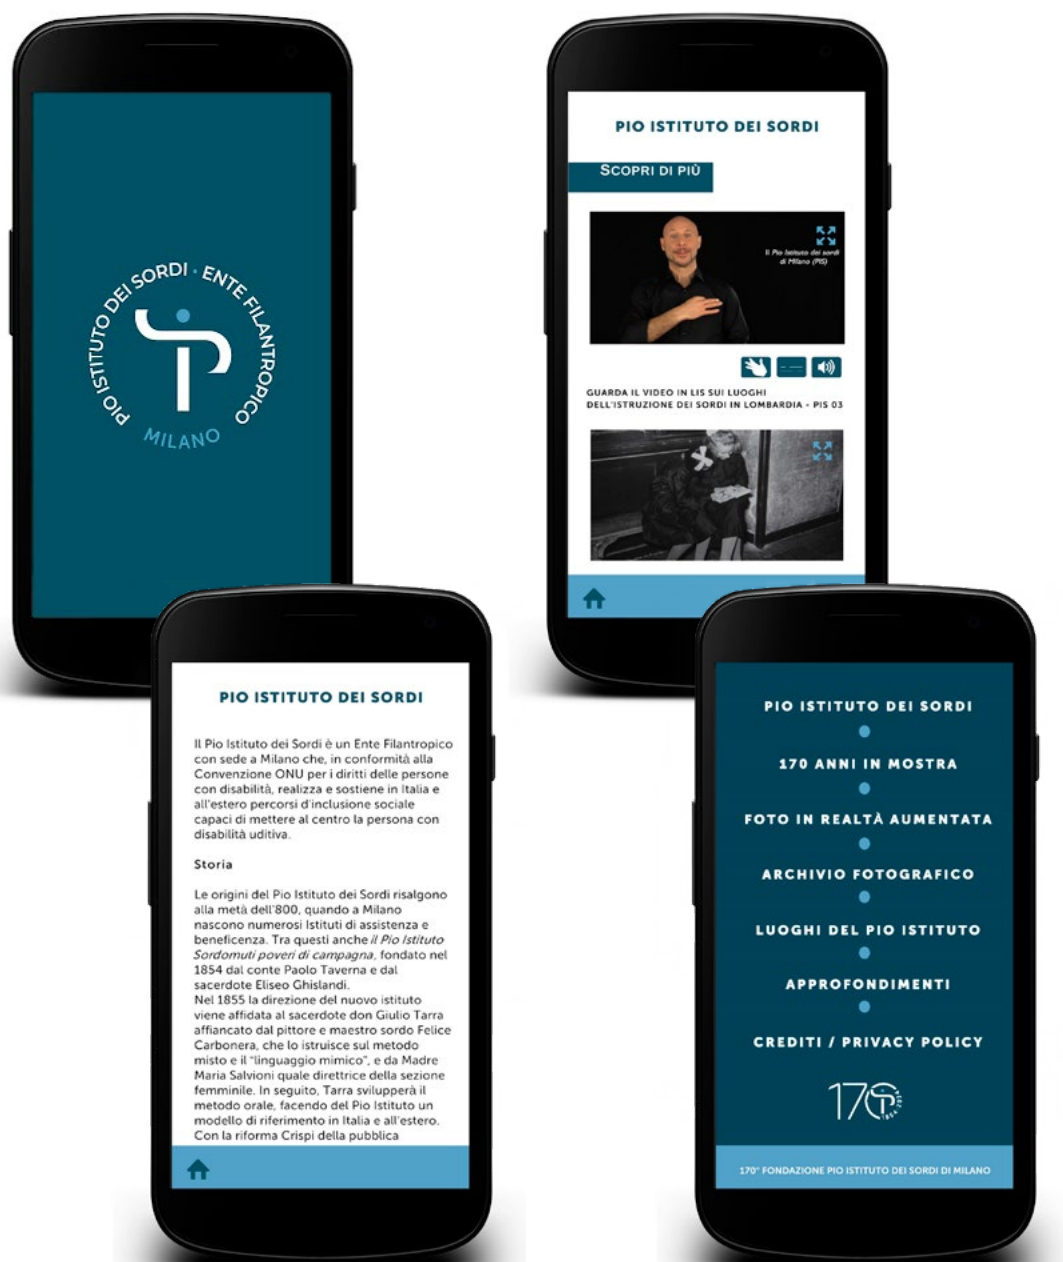 PIO ISTITUTO DEI SORDI · ENTE FILANTROPICO
MILANO
PIO ISTITUTO DEI SORDI
SCOPRI DI PIÙ
Il Pio Istituto dei sordi
di Milano (PIS)
GUARDA IL VIDEO IN LIS SUI LUOGHI
DELL'ISTRUZIONE DEI SORDI IN LOMBARDIA - PIS 03
PIO ISTITUTO DEI SORDI
Il Pio Istituto dei Sordi è un Ente Filantropico
con sede a Milano che, in conformità alla
Convenzione ONU per i diritti delle persone
con disabilità, realizza e sostiene in Italia e
all'estero percorsi d'inclusione sociale
capaci di mettere al centro la persona con
disabilità uditiva.
Storia
Le origini del Pio Istituto dei Sordi risalgono
alla metà dell'800, quando a Milano
nascono numerosi Istituti di assistenza e
beneficenza. Tra questi anche il Pio Istituto
Sordomuti poveri di campagna, fondato nel
1854 dal conte Paolo Taverna e dal
sacerdote Eliseo Ghislandi.
Nel 1855 la direzione del nuovo istituto
viene affidata al sacerdote don Giulio Tarra
affiancato dal pittore e maestro sordo Felice
Carbonera, che lo istruisce sul metodo
misto e il "linguaggio mimico", e da Madre
Maria Salvioni quale direttrice della sezione
femminile. In seguito, Tarra svilupperà il
metodo orale, facendo del Pio Istituto un
modello di riferimento in Italia e all'estero.
Con la riforma Crispi della pubblica
PIO ISTITUTO DEI SORDI
170 ANNI IN MOSTRA
FOTO IN REALTÀ AUMENTATA
ARCHIVIO FOTOGRAFICO
LUOGHI DEL PIO ISTITUTO
APPROFONDIMENTI
CREDITI / PRIVACY POLICY
170
1854 2024
170° FONDAZIONE PIO ISTITUTO DEI SORDI DI MILANO